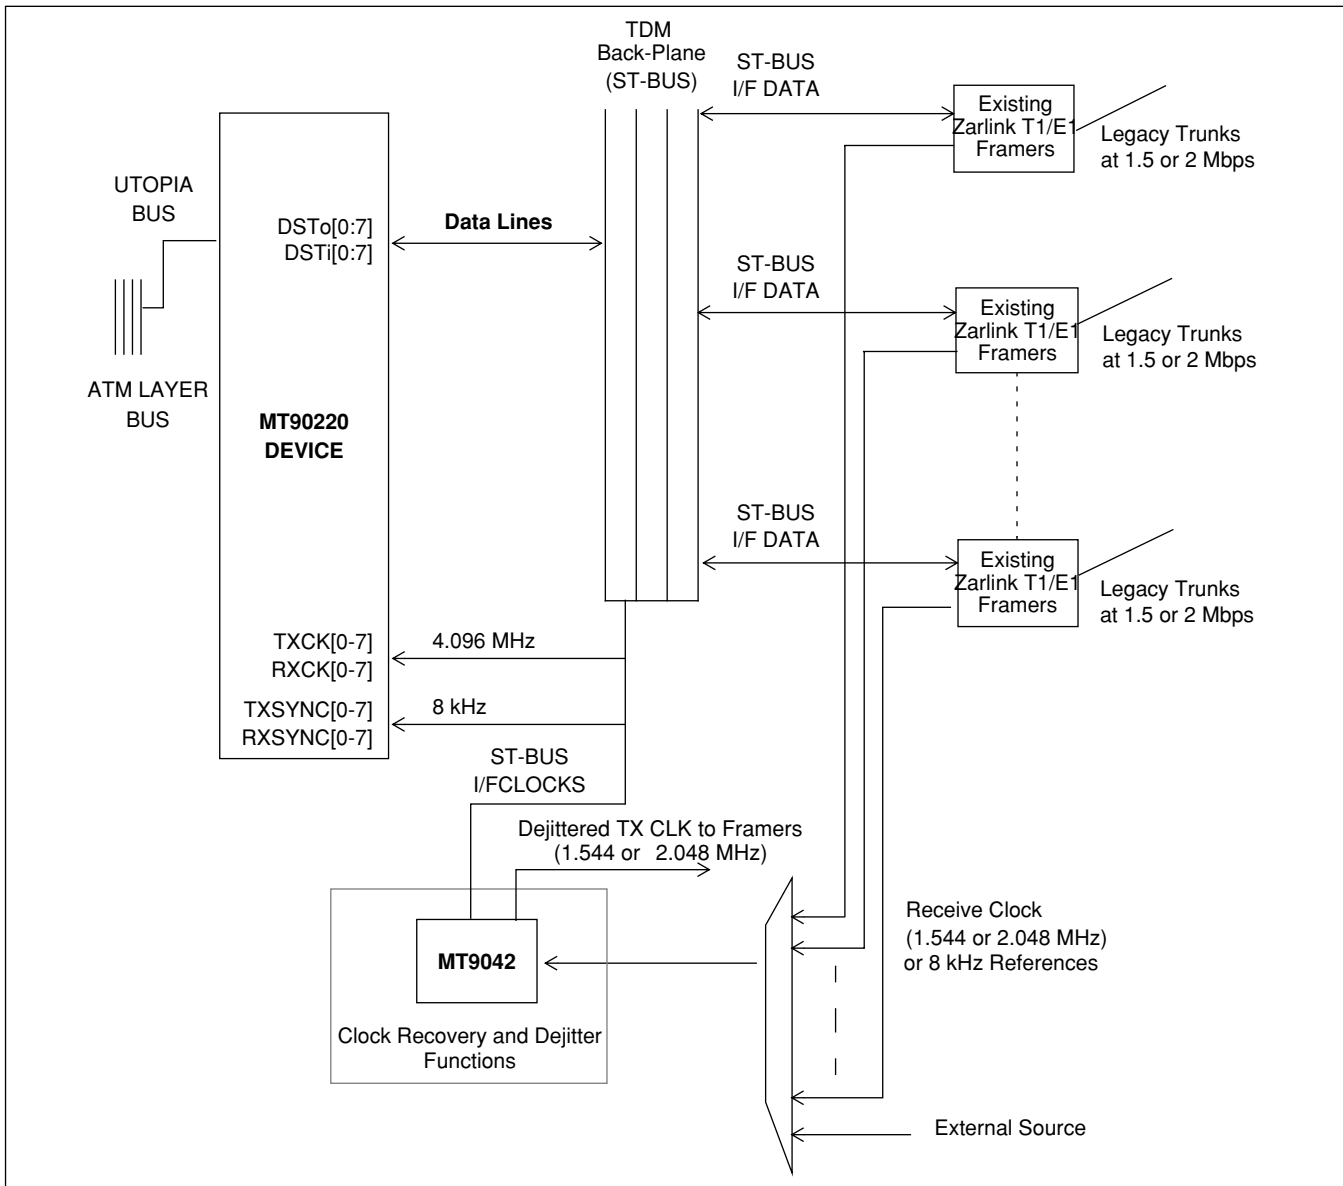 TDM
Back-Plane
(ST-BUS)
ST-BUS
I/F DATA
Existing
Zarlink T1/E1
Framers
Legacy Trunks
at 1.5 or 2 Mbps
UTOPIA
BUS
DSTo[0:7]
DSTi[0:7]
Data Lines
ST-BUS
I/F DATA
Existing
Zarlink T1/E1
Framers
Legacy Trunks
at 1.5 or 2 Mbps
ATM LAYER
BUS
MT90220
DEVICE
ST-BUS
I/F DATA
Existing
Zarlink T1/E1
Framers
Legacy Trunks
at 1.5 or 2 Mbps
TXCK[0-7]
RXCK[0-7]
4.096 MHz
TXSYNC[0-7]
RXSYNC[0-7]
8 kHz
ST-BUS
I/FCLOCKS
Dejittered TX CLK to Framers
(1.544 or 2.048 MHz)
MT9042
Clock Recovery and Dejitter
Functions
Receive Clock
(1.544 or 2.048 MHz)
or 8 kHz References
External Source